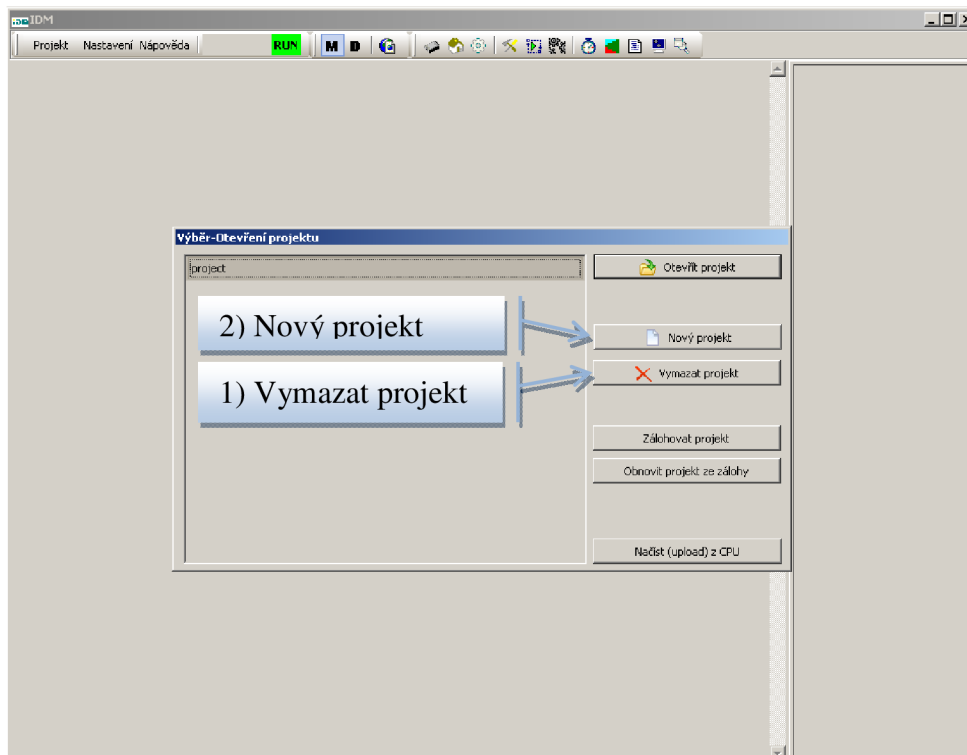 IDM
Projekt Nastavení Nápověda RUN M D
Výběr-Otevření projektu
project
Otevřít projekt
2) Nový projekt
Nový projekt
1) Vymazat projekt
Vymazat projekt
Zálohovat projekt
Obnovit projekt ze zálohy
Načíst (upload) z CPU